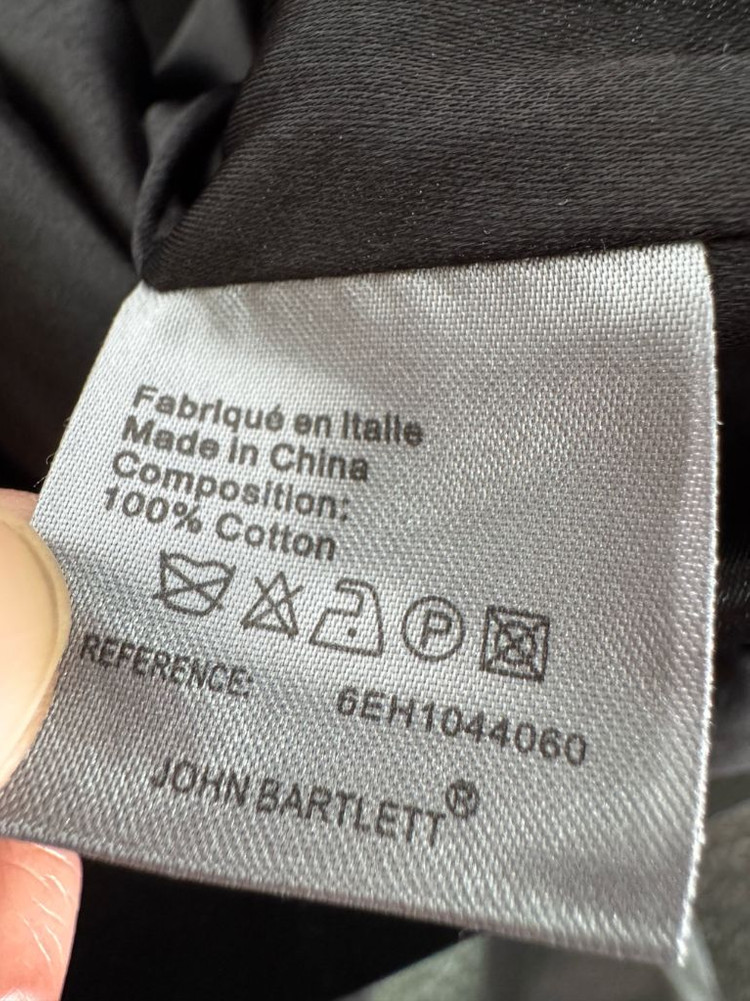 Fabriqué en Italie
Made in China
Composition:
100% Cotton
P
REFERENCE: 6EH1044060
JOHN BARTLETT®